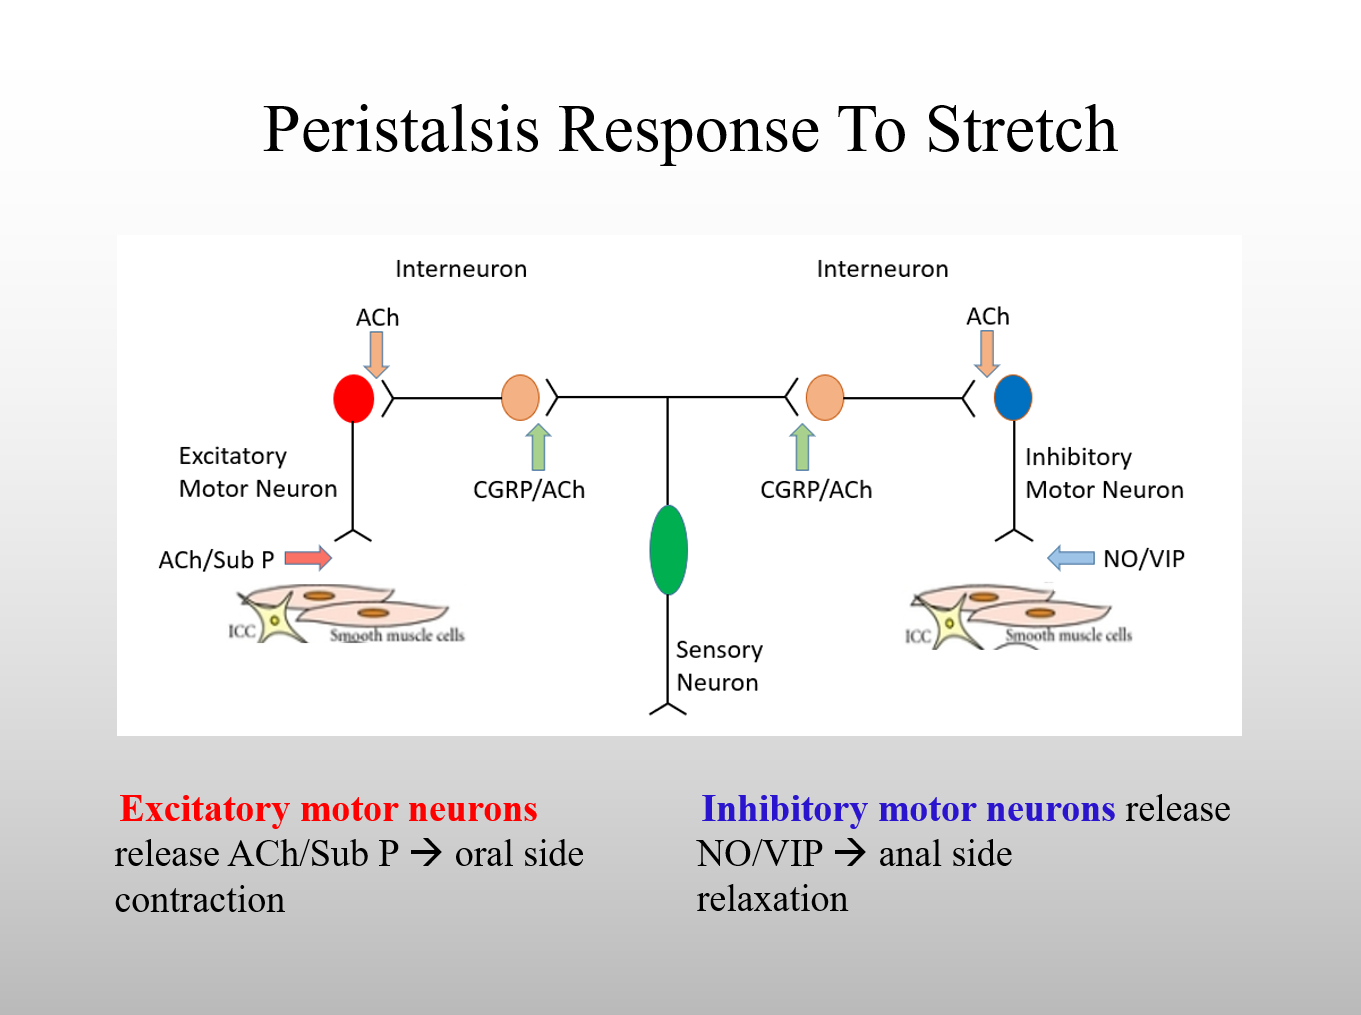 Peristalsis Response To Stretch
Interneuron
Interneuron
ACh
ACh
Excitatory
Motor Neuron
CGRP/ACh
CGRP/ACh
Inhibitory
Motor Neuron
ACh/Sub P
NO/VIP
ICC
Smooth muscle cells
ICC
Smooth muscle cells
Sensory
Neuron
Excitatory motor neurons
release ACh/Sub P → oral side
contraction
Inhibitory motor neurons release
NO/VIP → anal side
relaxation